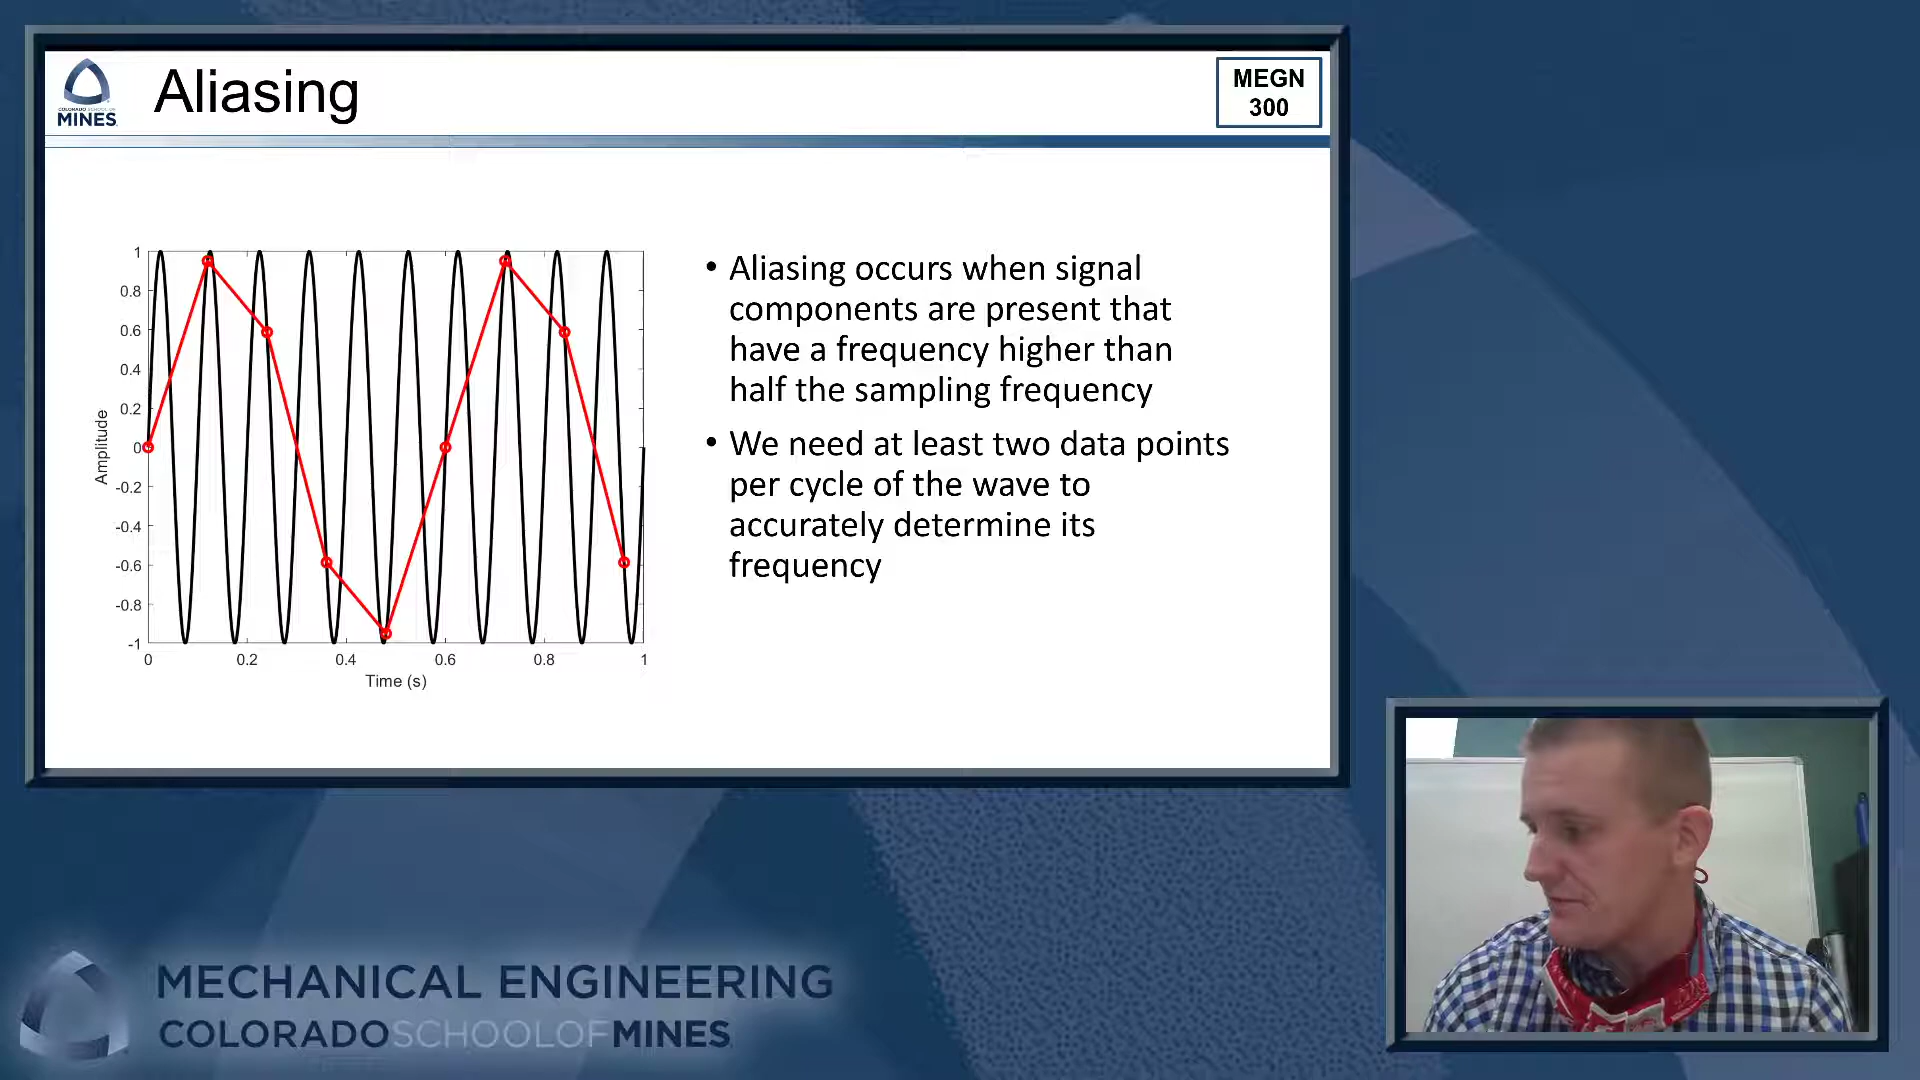 COLORADO SCHOOL OF
MINES
Aliasing
MEGN
300
1
0.8
0.6
0.4
0.2
0
-0.2
-0.4
-0.6
-0.8
-1
Amplitude
0 0.2 0.4 0.6 0.8 1
Time (s)
• Aliasing occurs when signal
components are present that
have a frequency higher than
half the sampling frequency
• We need at least two data points
per cycle of the wave to
accurately determine its
frequency
MECHANICAL ENGINEERING
COLORADOSCHOOLOFMINES